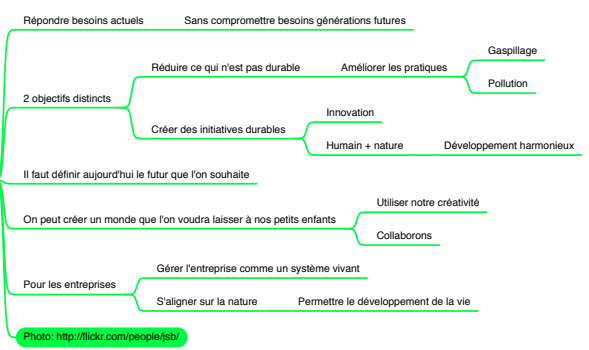 Répondre besoins actuels
Sans compromettre besoins générations futures
2 objectifs distincts
Réduire ce qui n'est pas durable
Améliorer les pratiques
Gaspillage
Pollution
Créer des initiatives durables
Innovation
Humain + nature
Développement harmonieux
Il faut définir aujourd'hui le futur que l'on souhaite
On peut créer un monde que l'on voudra laisser à nos petits enfants
Utiliser notre créativité
Collaborons
Pour les entreprises
Gérer l'entreprise comme un système vivant
S'aligner sur la nature
Permettre le développement de la vie
Photo: http://flickr.com/people/jsb/